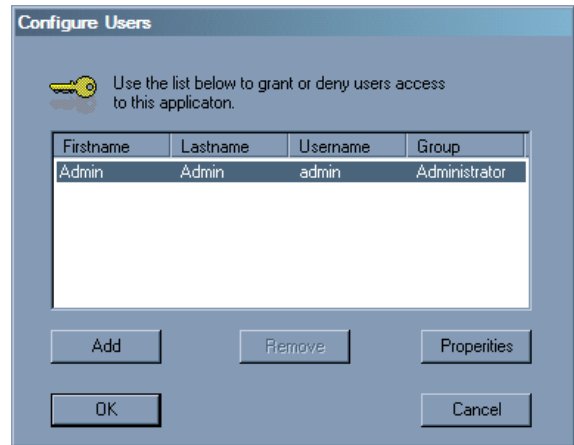 Configure Users
Use the list below to grant or deny users access
to this applicaton.
Firstname Lastname Username Group
Admin Admin admin Administrator
Add Remove Properities
OK Cancel